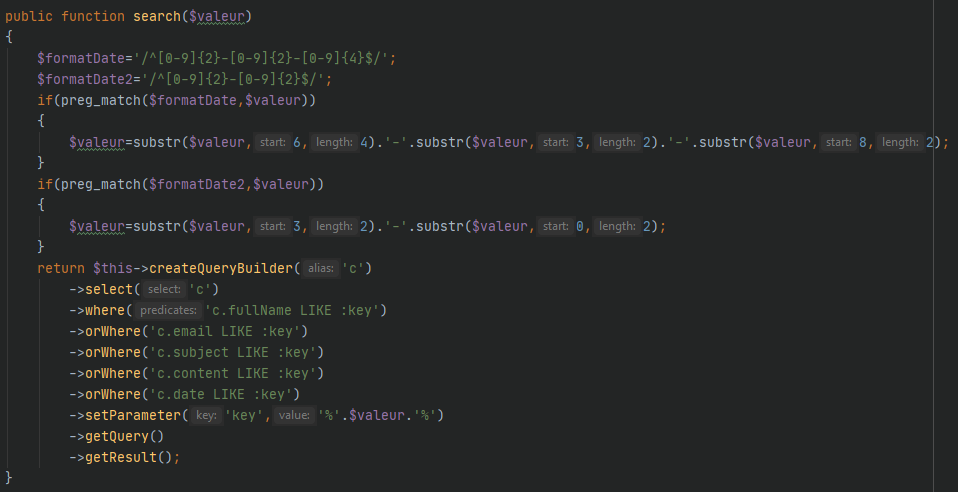 public function search($valeur)
{
    $formatDate='/^[0-9]{2}-[0-9]{2}-[0-9]{4}$/';
    $formatDate2='/^[0-9]{2}-[0-9]{2}$/';
    if(preg_match($formatDate,$valeur))
    {
        $valeur=substr($valeur, start: 6, length: 4).'-'.substr($valeur, start: 3, length: 2).'-'.substr($valeur, start: 8, length: 2);
    }
    if(preg_match($formatDate2,$valeur))
    {
        $valeur=substr($valeur, start: 3, length: 2).'-'.substr($valeur, start: 0, length: 2);
    }
    return $this->createQueryBuilder( alias: 'c')
        ->select( select: 'c')
        ->where( predicates: 'c.fullName LIKE :key')
        ->orWhere('c.email LIKE :key')
        ->orWhere('c.subject LIKE :key')
        ->orWhere('c.content LIKE :key')
        ->orWhere('c.date LIKE :key')
        ->setParameter( key: 'key', value: '%'.$valeur.'%')
        ->getQuery()
        ->getResult();
}